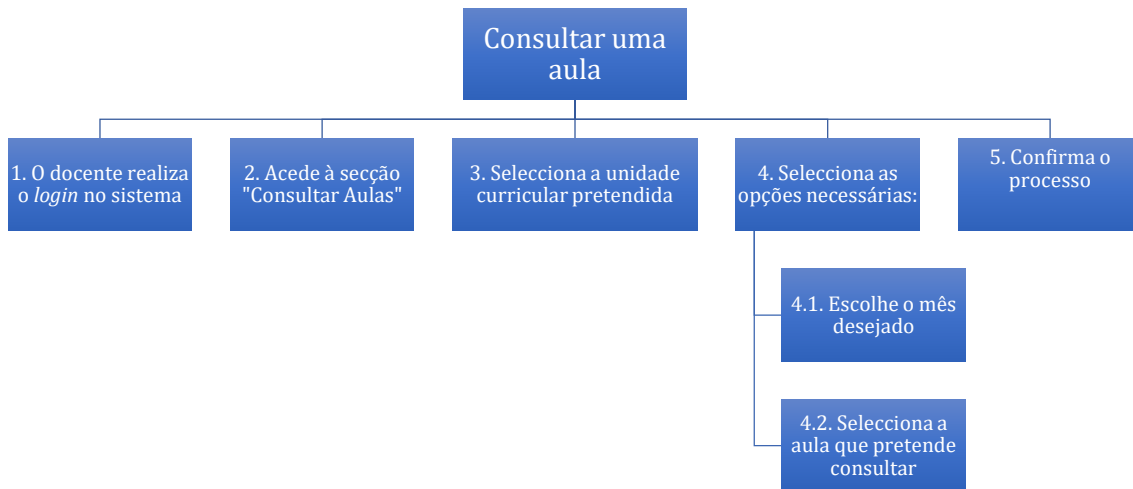 Consultar uma
aula
1. O docente realiza
o login no sistema
2. Acede à secção
"Consultar Aulas"
3. Selecciona a unidade
curricular pretendida
4. Selecciona as
opções necessárias:
5. Confirma o
processo
4.1. Escolhe o mês
desejado
4.2. Selecciona a
aula que pretende
consultar